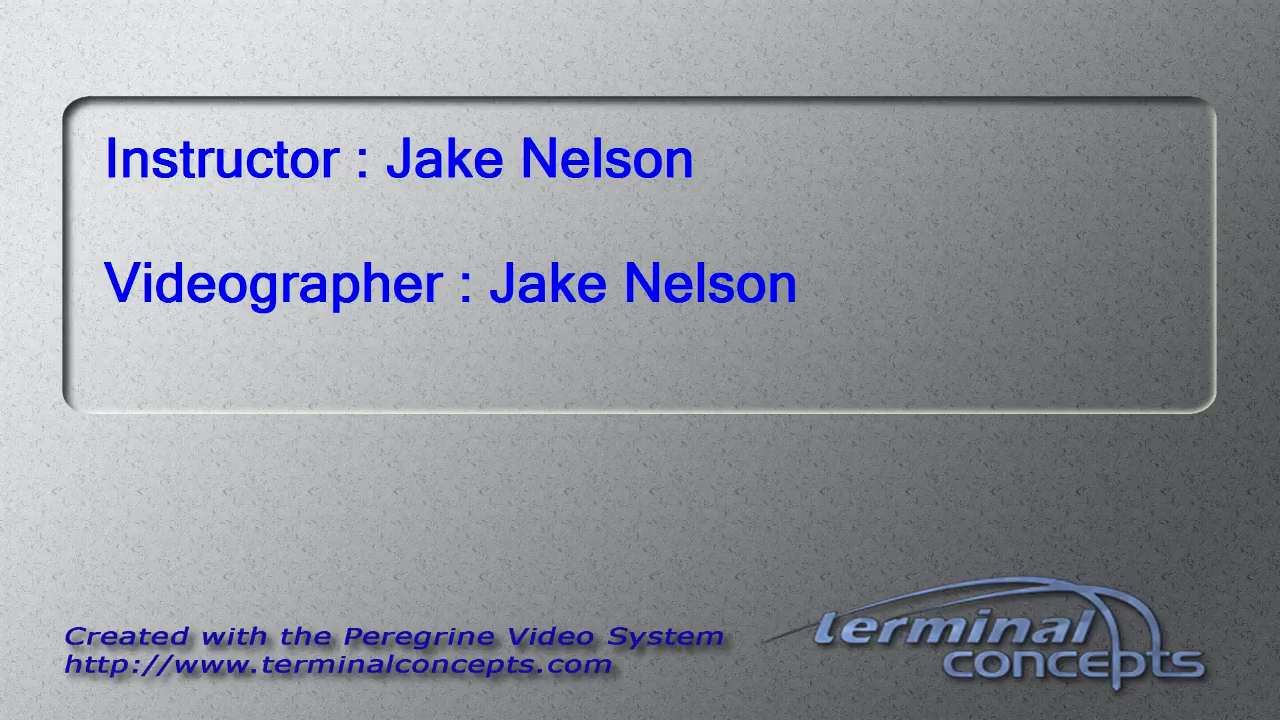 Instructor : Jake Nelson
Videographer : Jake Nelson
Created with the Peregrine Video System
http://www.terminalconcepts.com
terminal
concepts